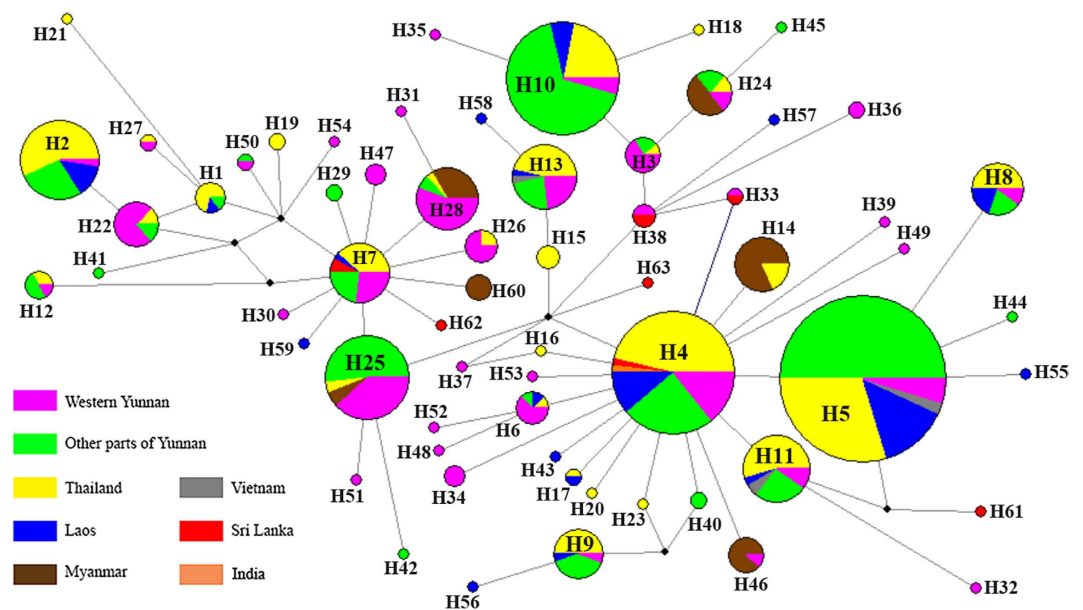 H21
H35
H18
H45
H10
H24
H31
H58
H57
H36
H27
H19
H54
H2
H50
H47
H1
H29
H13
H3
H8
H28
H33
H22
H38
H39
H26
H14
H15
H49
H7
H41
H63
H60
H12
H30
H62
H44
H59
H16
H4
H25
H37
H53
H55
H5
Western Yunnan
H52
H6
Other parts of Yunnan
H48
H11
H43
H51
H34
H17
Thailand
Vietnam
H20
H23
H40
H61
Laos
Sri Lanka
H9
H42
Myanmar
India
H46
H56
H32